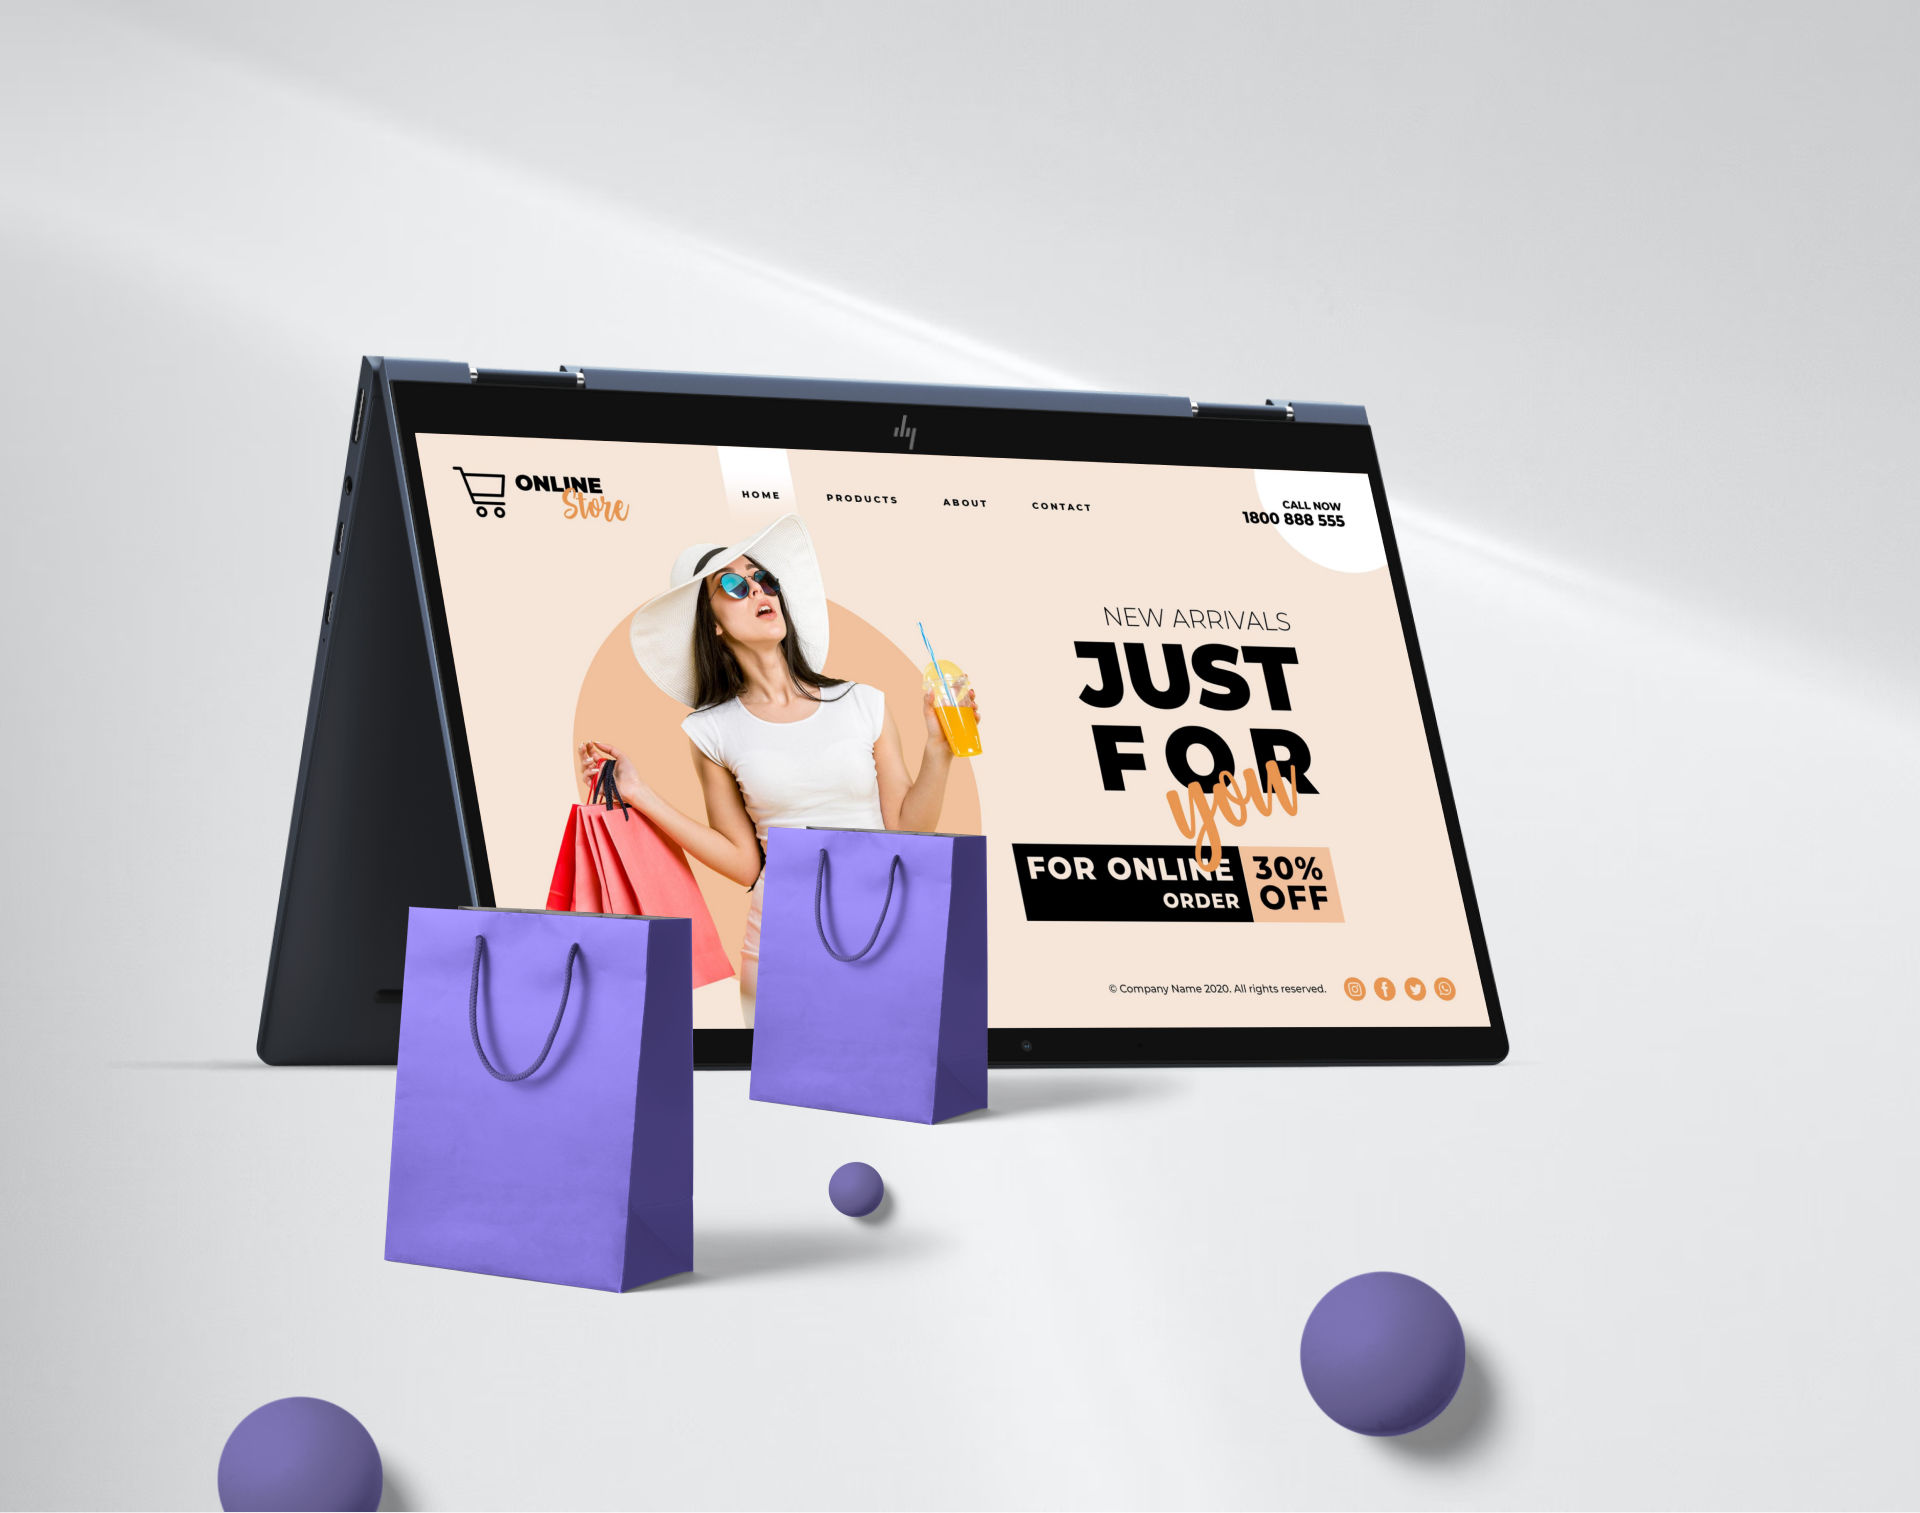 hp
ONLINE
Store
HOME PRODUCTS ABOUT CONTACT
CALL NOW
1800 888 555
NEW ARRIVALS
JUST
FOR
you
FOR ONLINE
ORDER
30%
OFF
© Company Name 2020. All rights reserved.